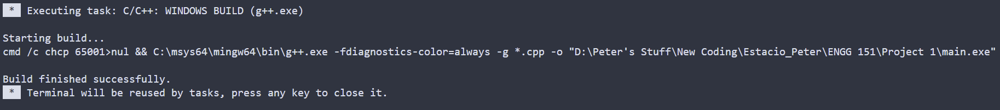 * Executing task: C/C++: WINDOWS BUILD (g++.exe)
Starting build...
cmd /c chcp 65001>nul && C:\msys64\mingw64\bin\g++.exe -fdiagnostics-color=always -g *.cpp -o "D:\Peter's Stuff\New Coding\Estacio_Peter\ENGG 151\Project 1\main.exe"
Build finished successfully.
* Terminal will be reused by tasks, press any key to close it.